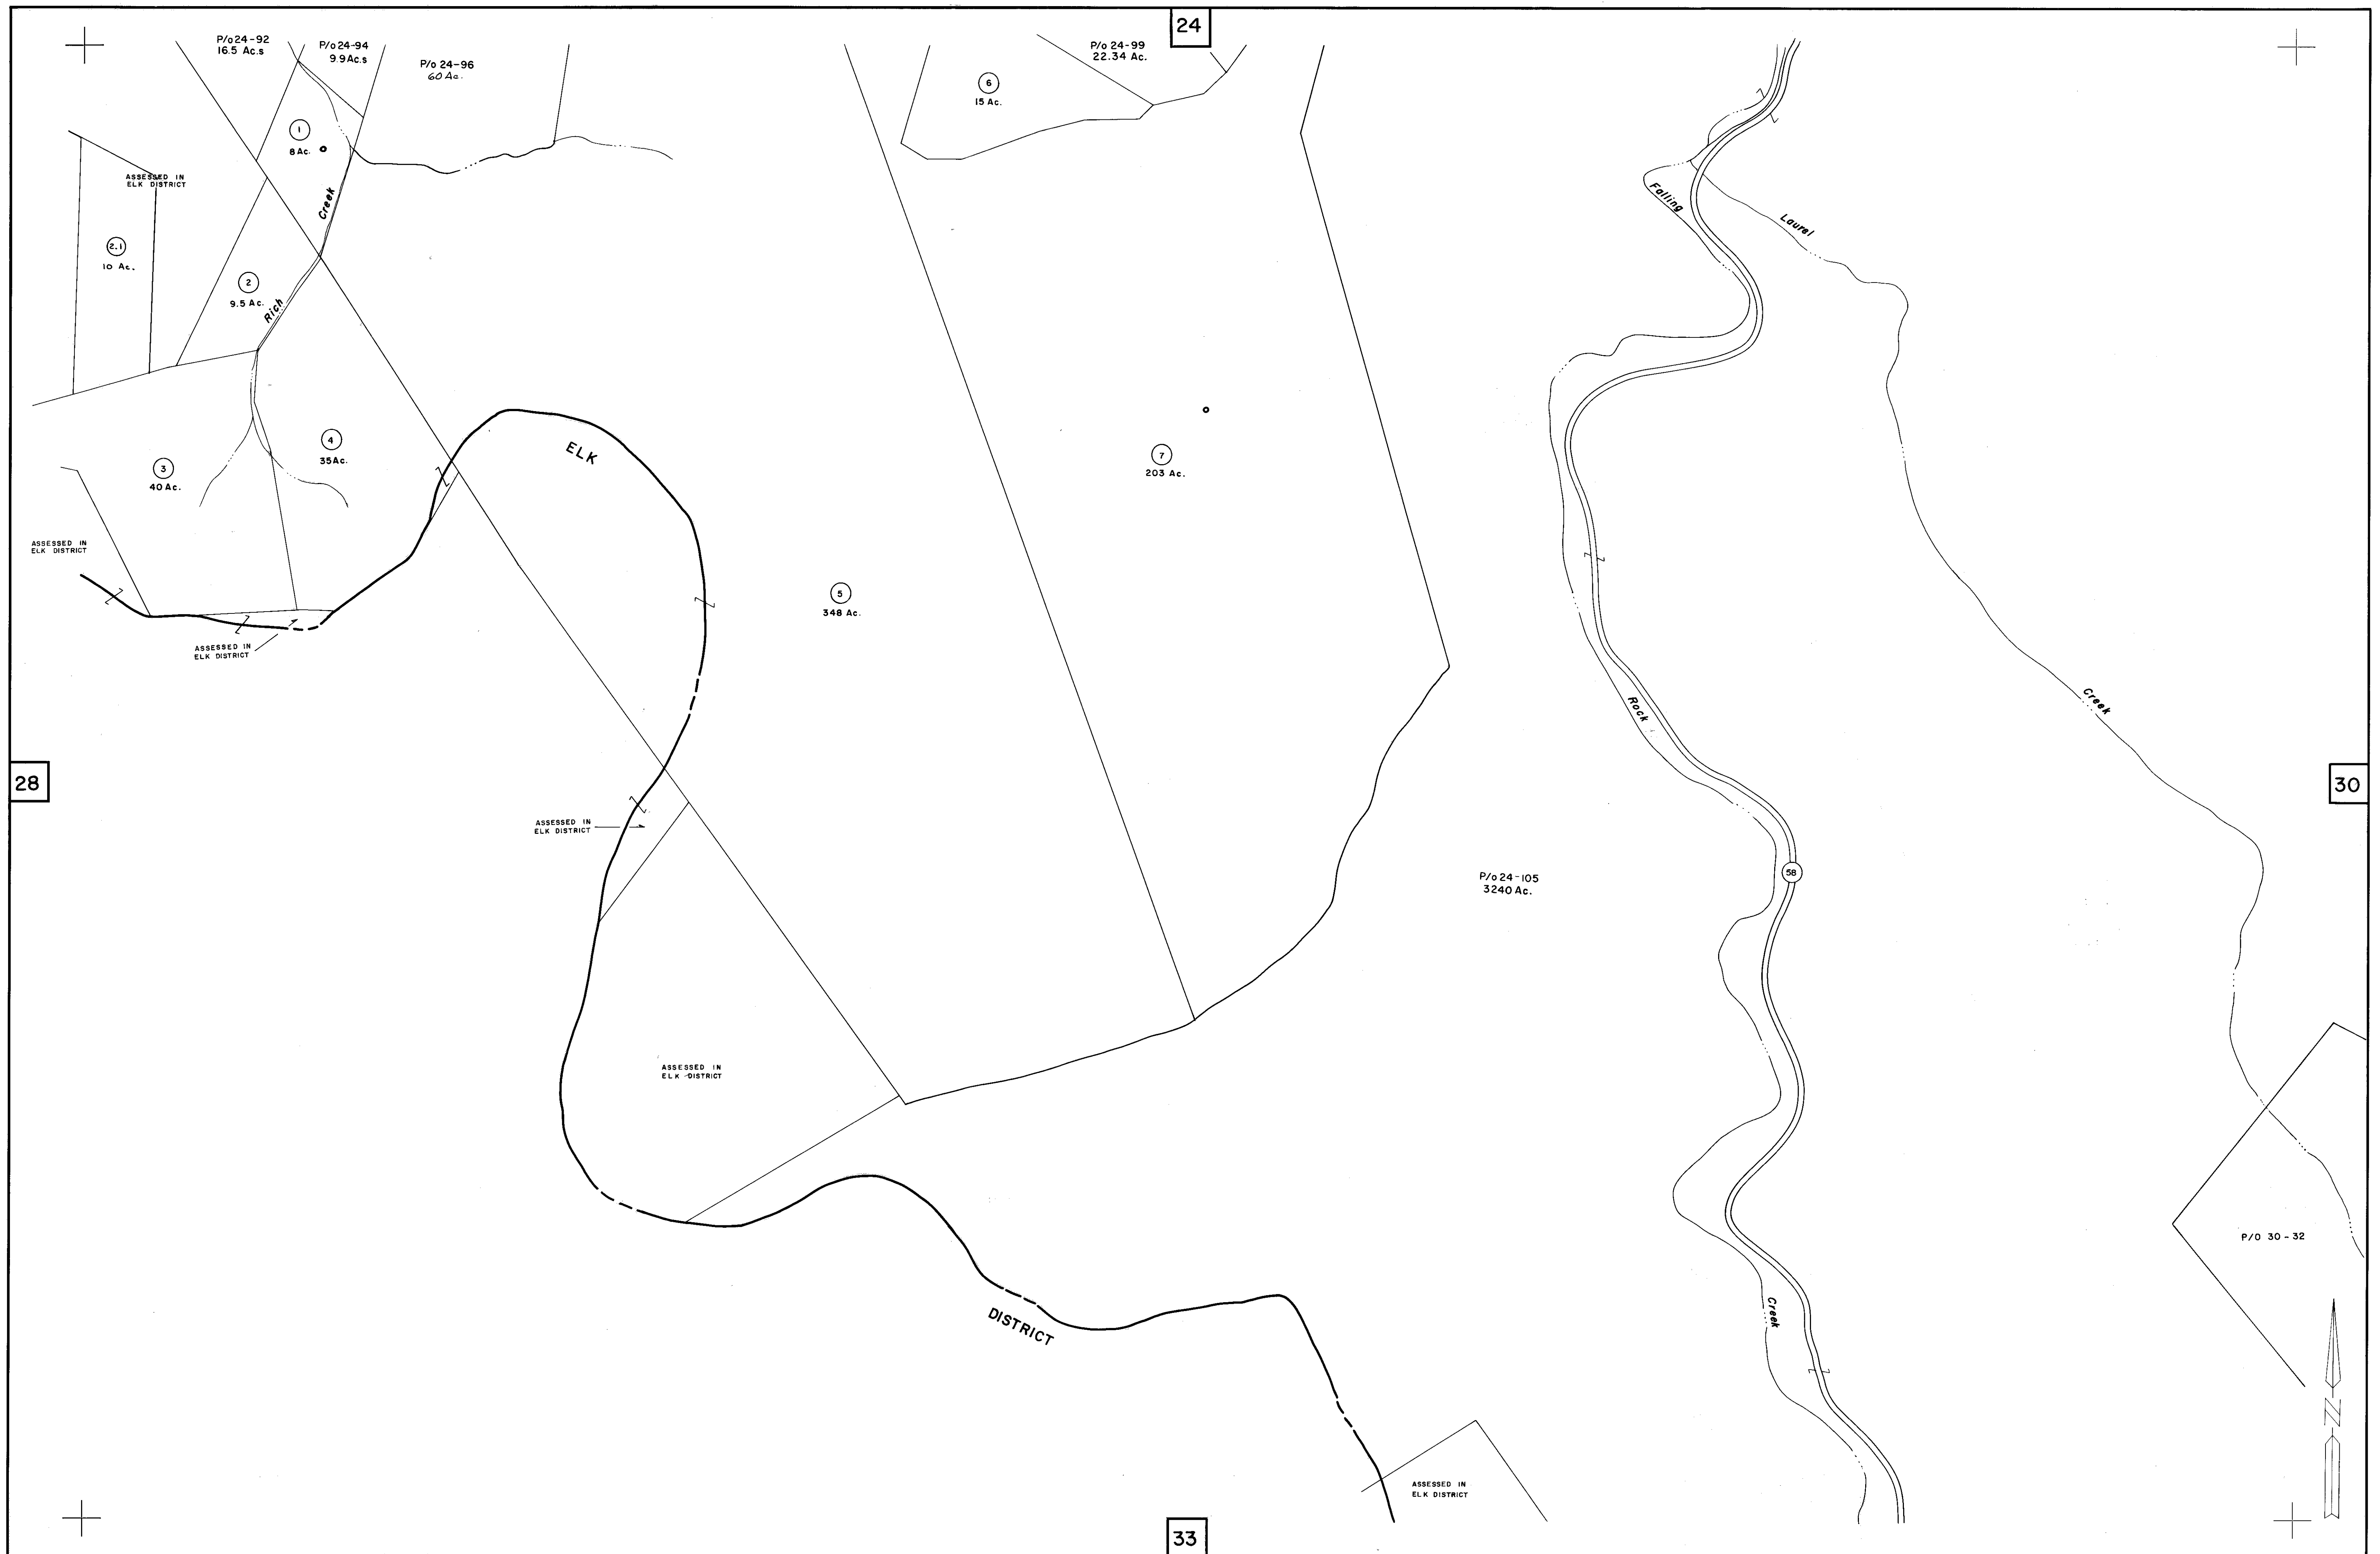 24
P/o 24-92
16.5 Ac.s
P/o 24-94
9.9 Ac.s
P/o 24-96
60 Ac.
P/o 24-99
22.34 Ac.
6
15 Ac.
1
8 Ac.
ASSESSED IN
ELK DISTRICT
Creek
Falling
Laurel
2.1
10 Ac.
2
9.5 Ac.
Rich
4
35 Ac.
ELK
3
40 Ac.
7
203 Ac.
ASSESSED IN
ELK DISTRICT
5
348 Ac.
ASSESSED IN
ELK DISTRICT
Rock
Creek
28
30
ASSESSED IN
ELK DISTRICT
P/o 24-105
3240 Ac.
58
ASSESSED IN
ELK DISTRICT
P/O 30-32
Creek
DISTRICT
N
ASSESSED IN
ELK DISTRICT
33